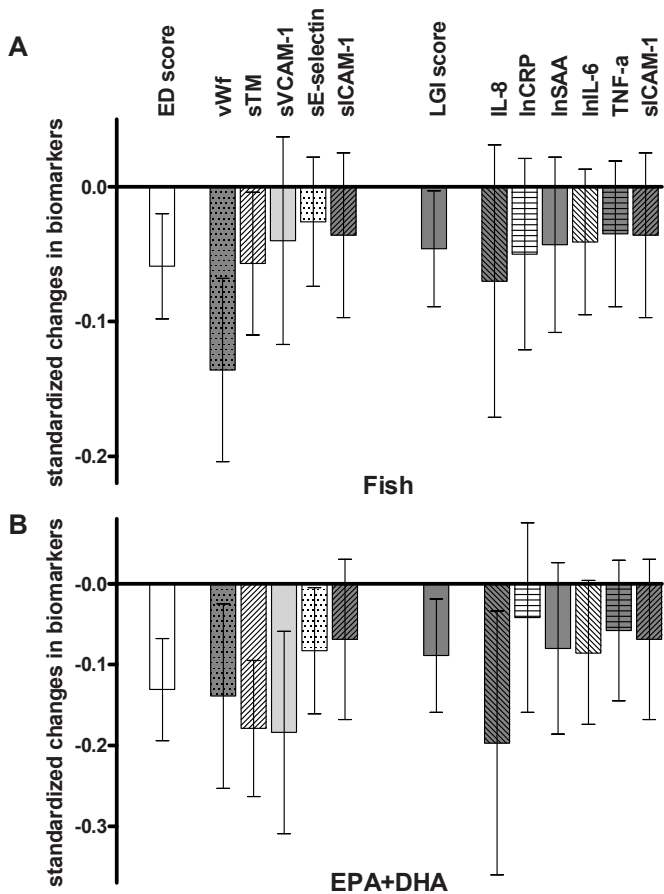 A
ED score
vWf
sTM
sVCAM-1
sE-selectin
sICAM-1
LGI score
IL-8
lnCRP
lnSAA
lnIL-6
TNF-a
sICAM-1
standardized changes in biomarkers
0.0
-0.1
-0.2
Fish
B
standardized changes in biomarkers
-0.0
-0.1
-0.2
-0.3
EPA+DHA